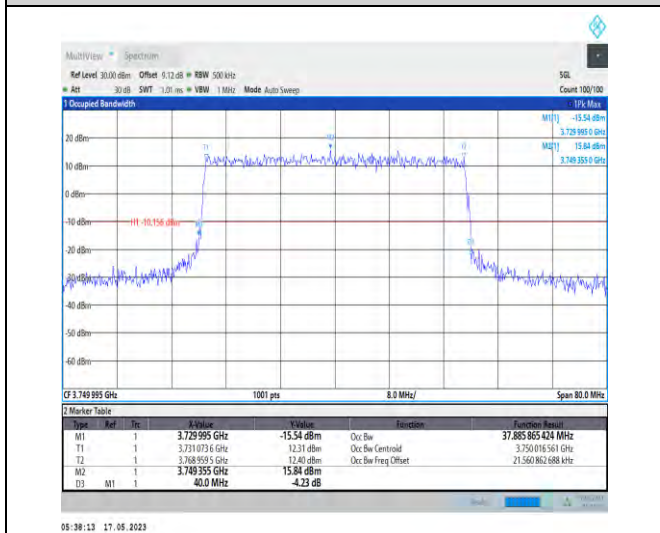 MultiView Spectrum
Ref Level 30.00 dBm Offset 9.12 dB RBW 500 kHz SGL
Att 30 dB SWT 1.01 ms VBW 1 MHz Mode Auto Sweep Count 100/100
1 Occupied Bandwidth 1Pk Max
M1[1] -15.54 dBm
3.729 995 0 GHz
20 dBm M2[1] 15.84 dBm
3.749 355 0 GHz
T1 T2
10 dBm
0 dBm
-10 dBm H1 -10.156 dBm
-20 dBm
-30 dBm
-40 dBm
-50 dBm
-60 dBm
CF 3.749 995 GHz 1001 pts 8.0 MHz/ Span 80.0 MHz
2 Marker Table
Type Ref Trc X-Value Y-Value Function Function Result
M1 1 3.729 995 GHz -15.54 dBm Occ Bw 37.885 865 424 MHz
T1 1 3.731 073 6 GHz 12.31 dBm Occ Bw Centroid 3.750 016 561 GHz
T2 1 3.768 959 5 GHz 12.40 dBm Occ Bw Freq Offset 21.560 862 688 kHz
M2 1 3.749 355 GHz 15.84 dBm
D3 M1 1 40.0 MHz -4.23 dB
05:38:13 17.05.2023